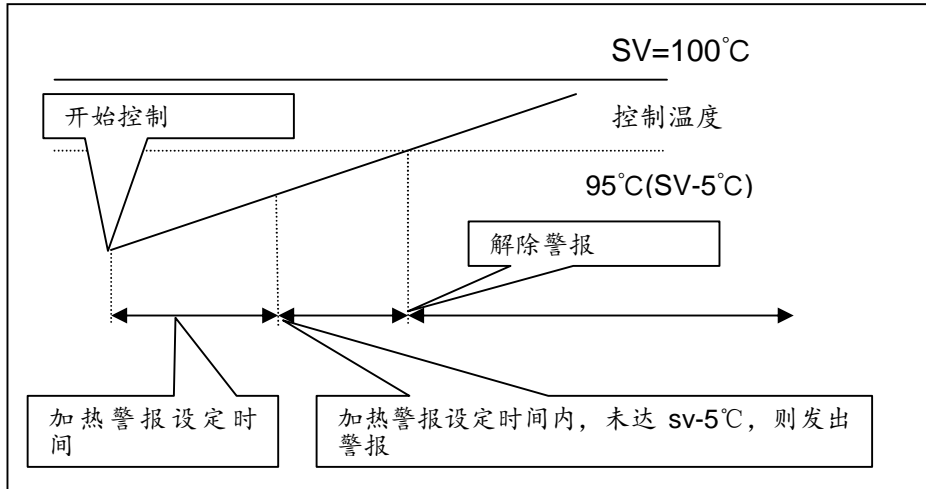 SV=100℃
开始控制
控制温度
95℃(SV-5℃)
解除警报
加热警报设定时
间
加热警报设定时间内，未达 sv-5℃，则发出
警报